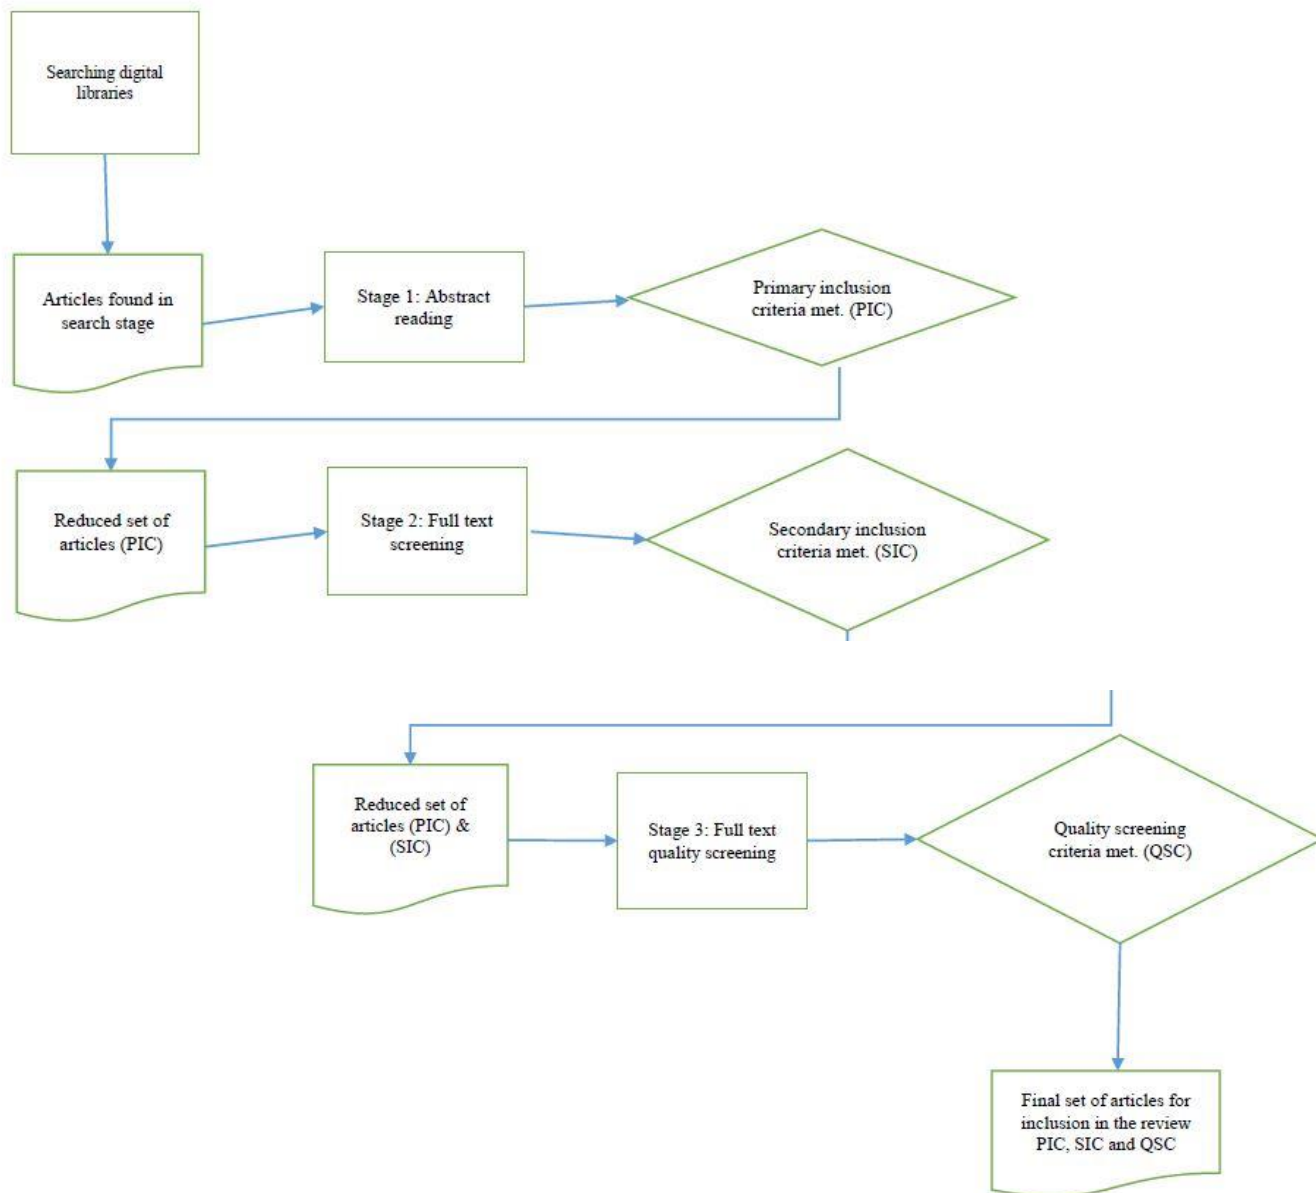 Searching digital
libraries
Articles found in
search stage
Stage 1: Abstract
reading
Primary inclusion
criteria met. (PIC)
Reduced set of
articles (PIC)
Stage 2: Full text
screening
Secondary inclusion
criteria met. (SIC)
Reduced set of
articles (PIC) &
(SIC)
Stage 3: Full text
quality screening
Quality screening
criteria met. (QSC)
Final set of articles for
inclusion in the review
PIC, SIC and QSC